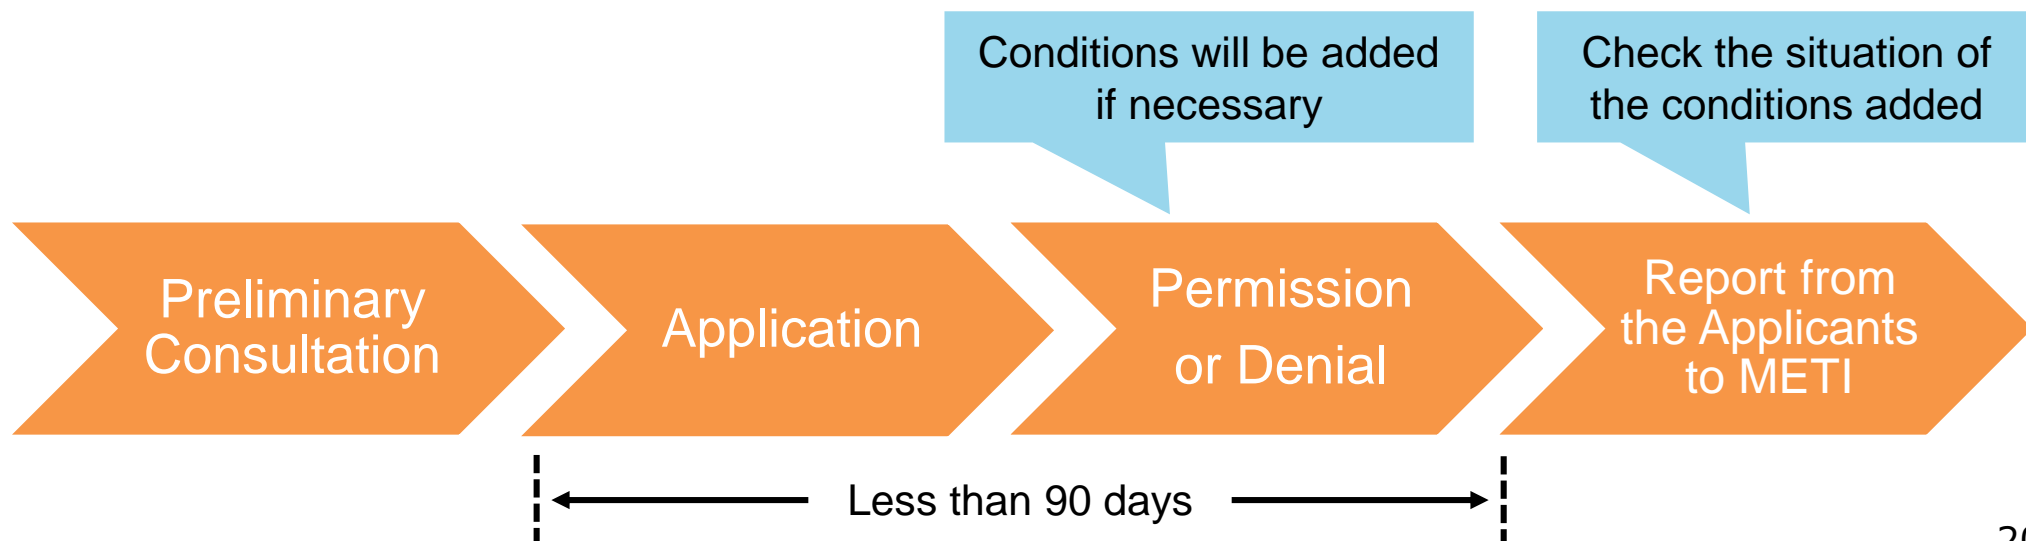 Conditions will be added
if necessary
Check the situation of
the conditions added
Preliminary
Consultation
Application
Permission
or Denial
Report from
the Applicants
to METI
Less than 90 days